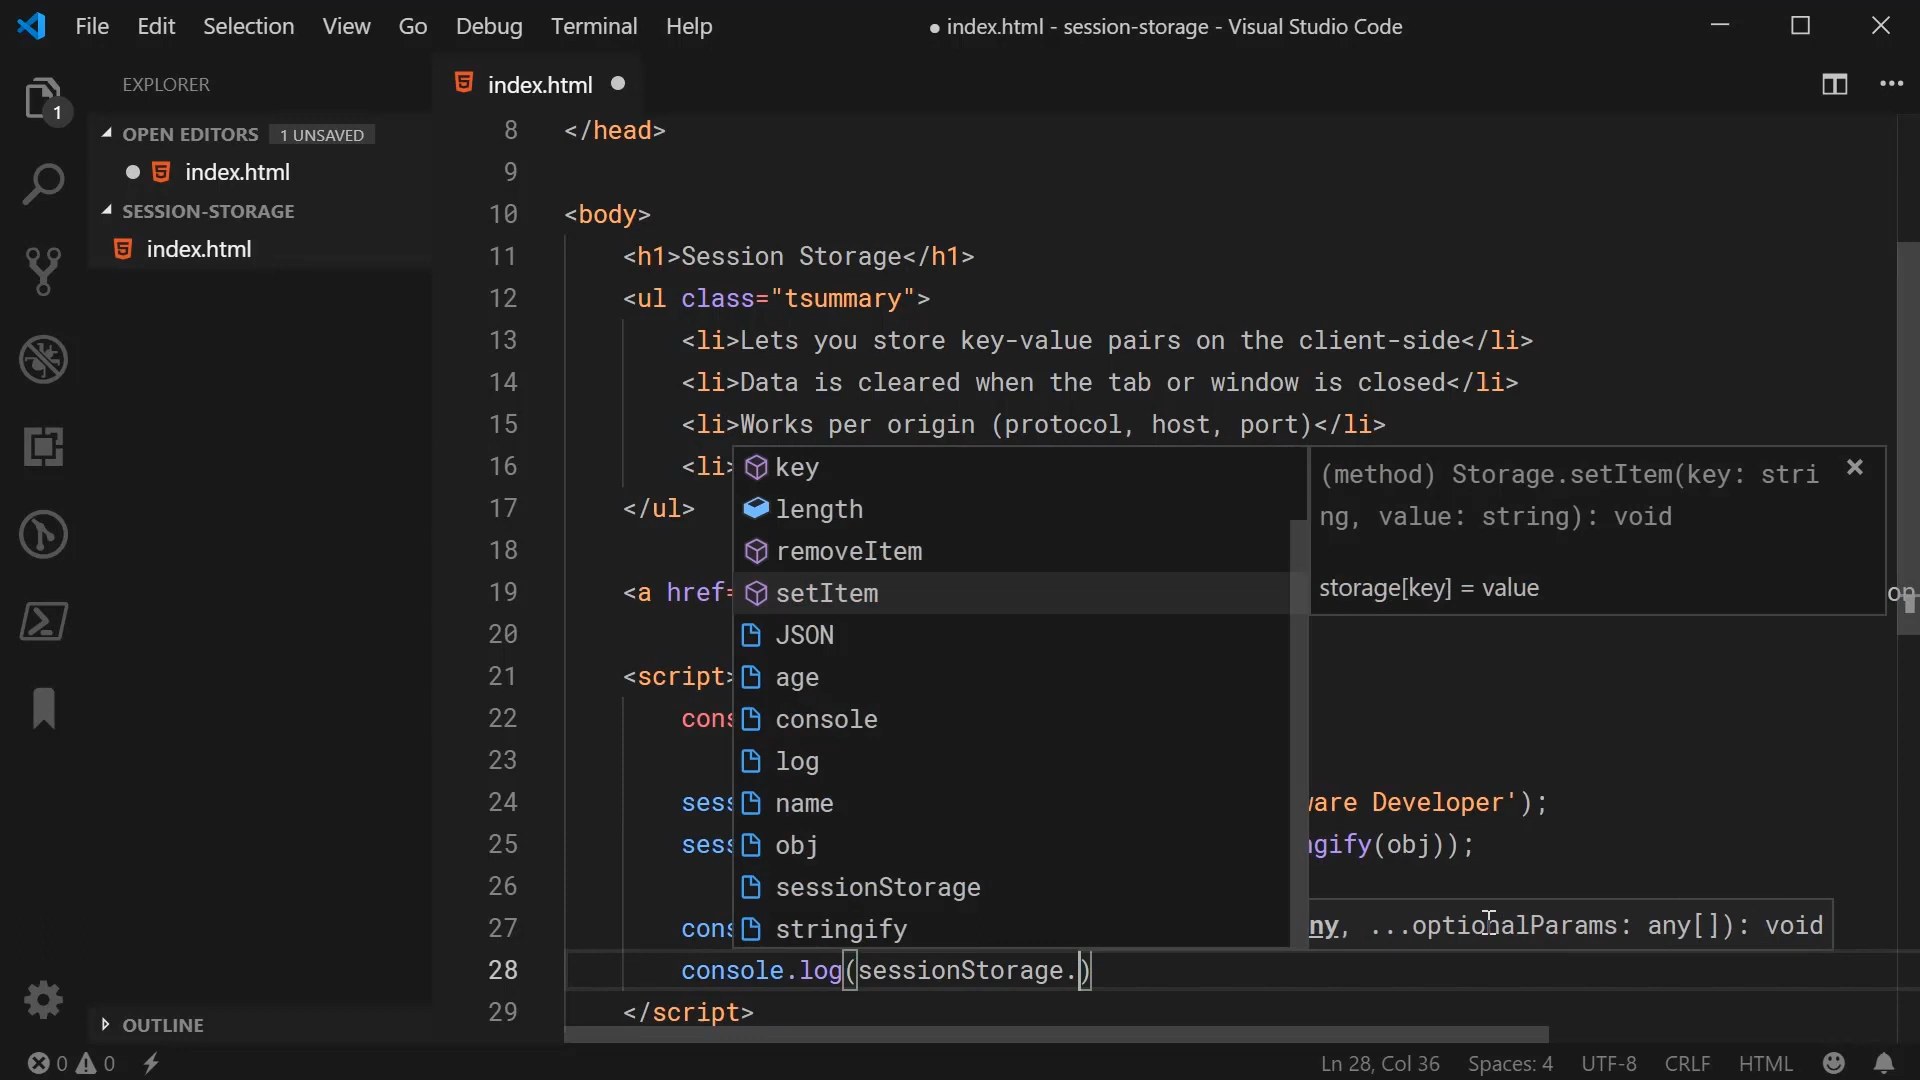 File Edit Selection View Go Debug Terminal Help
● index.html - session-storage - Visual Studio Code
EXPLORER
1
OPEN EDITORS 1 UNSAVED
index.html
SESSION-STORAGE
index.html
OUTLINE
index.html
8 </head>
9
10 <body>
11 <h1>Session Storage</h1>
12 <ul class="tsummary">
13 <li>Lets you store key-value pairs on the client-side</li>
14 <li>Data is cleared when the tab or window is closed</li>
15 <li>Works per origin (protocol, host, port)</li>
16 <li>
17 </ul>
18
19 <a href= on
20
21 <script>
22 cons
23
24 sess ware Developer');
25 sess ngify(obj));
26
27 cons
28 console.log(sessionStorage.)
29 </script>
key
length
removeItem
setItem
JSON
age
console
log
name
obj
sessionStorage
stringify
(method) Storage.setItem(key: stri
ng, value: string): void
storage[key] = value
ny, ...optionalParams: any[]): void
0 0 Ln 28, Col 36 Spaces: 4 UTF-8 CRLF HTML